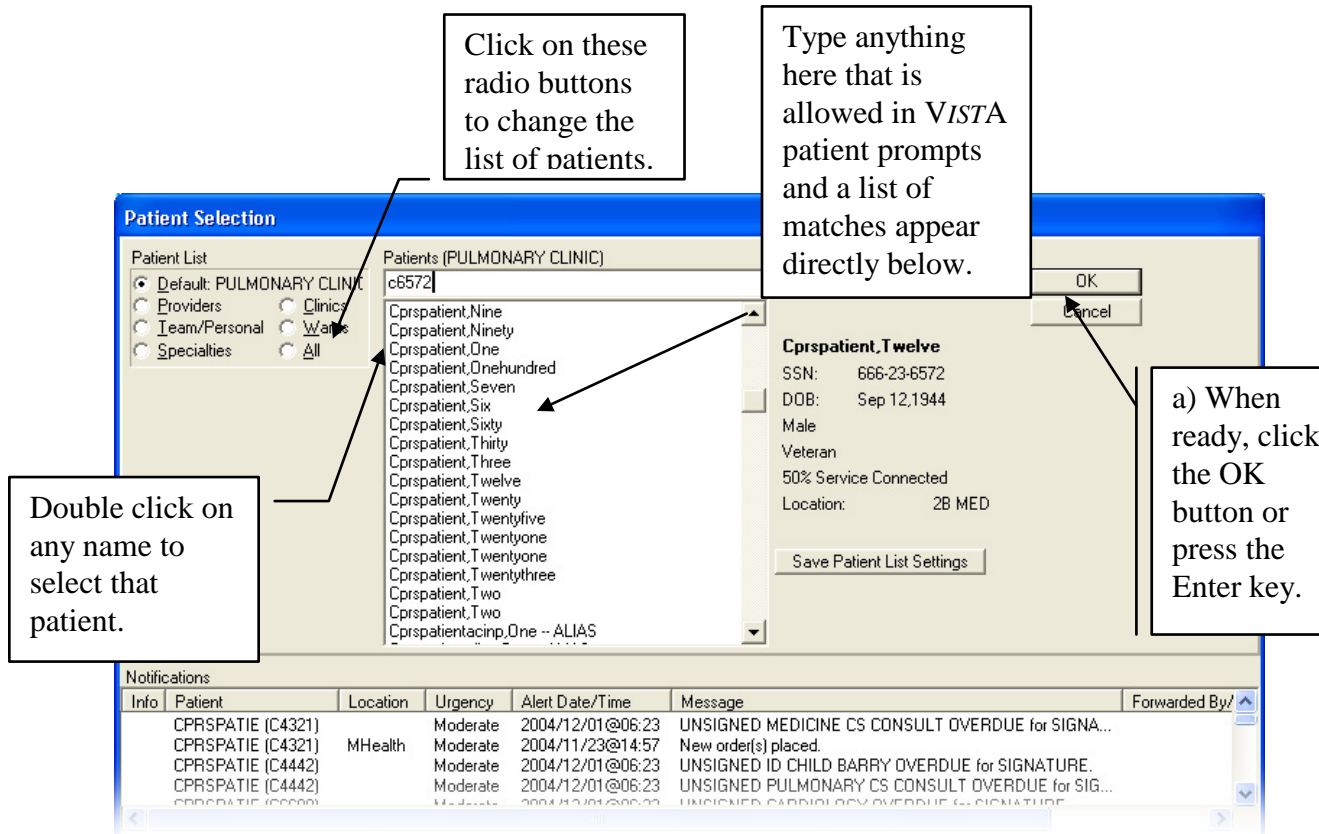 Click on these
radio buttons
to change the
list of patients.
Type anything
here that is
allowed in VISTA
patient prompts
and a list of
matches appear
directly below.
Patient Selection
Patient List
Default: PULMONARY CLINIC
Providers
Clinics
Team/Personal
Wards
Specialties
All
Patients (PULMONARY CLINIC)
c6572
Cprspatient,Nine
Cprspatient,Ninety
Cprspatient,One
Cprspatient,Onehundred
Cprspatient,Seven
Cprspatient,Six
Cprspatient,Sixty
Cprspatient,Thirty
Cprspatient,Three
Cprspatient,Twelve
Cprspatient,Twenty
Cprspatient,Twentyfive
Cprspatient,Twentyone
Cprspatient,Twentyone
Cprspatient,Twentythree
Cprspatient,Two
Cprspatient,Two
Cprspatientacinp,One -- ALIAS
OK
Cancel
Cprspatient,Twelve
SSN: 666-23-6572
DOB: Sep 12,1944
Male
Veteran
50% Service Connected
Location: 2B MED
Save Patient List Settings
a) When
ready, click
the OK
button or
press the
Enter key.
Double click on
any name to
select that
patient.
Notifications
Info Patient Location Urgency Alert Date/Time Message Forwarded By/
CPRSPATIE (C4321) Moderate 2004/12/01@06:23 UNSIGNED MEDICINE CS CONSULT OVERDUE for SIGNA...
CPRSPATIE (C4321) MHealth Moderate 2004/11/23@14:57 New order(s) placed.
CPRSPATIE (C4442) Moderate 2004/12/01@06:23 UNSIGNED ID CHILD BARRY OVERDUE for SIGNATURE.
CPRSPATIE (C4442) Moderate 2004/12/01@06:23 UNSIGNED PULMONARY CS CONSULT OVERDUE for SIG...